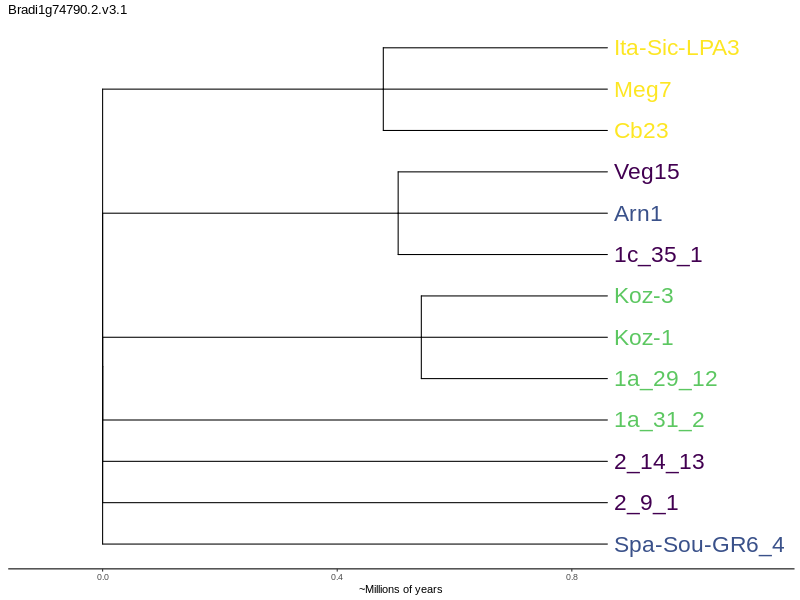 Bradi1g74790.2.v3.1
Ita-Sic-LPA3
Meg7
Cb23
Veg15
Arn1
1c_35_1
Koz-3
Koz-1
1a_29_12
1a_31_2
2_14_13
2_9_1
Spa-Sou-GR6_4
0.0 0.4 0.8
~Millions of years